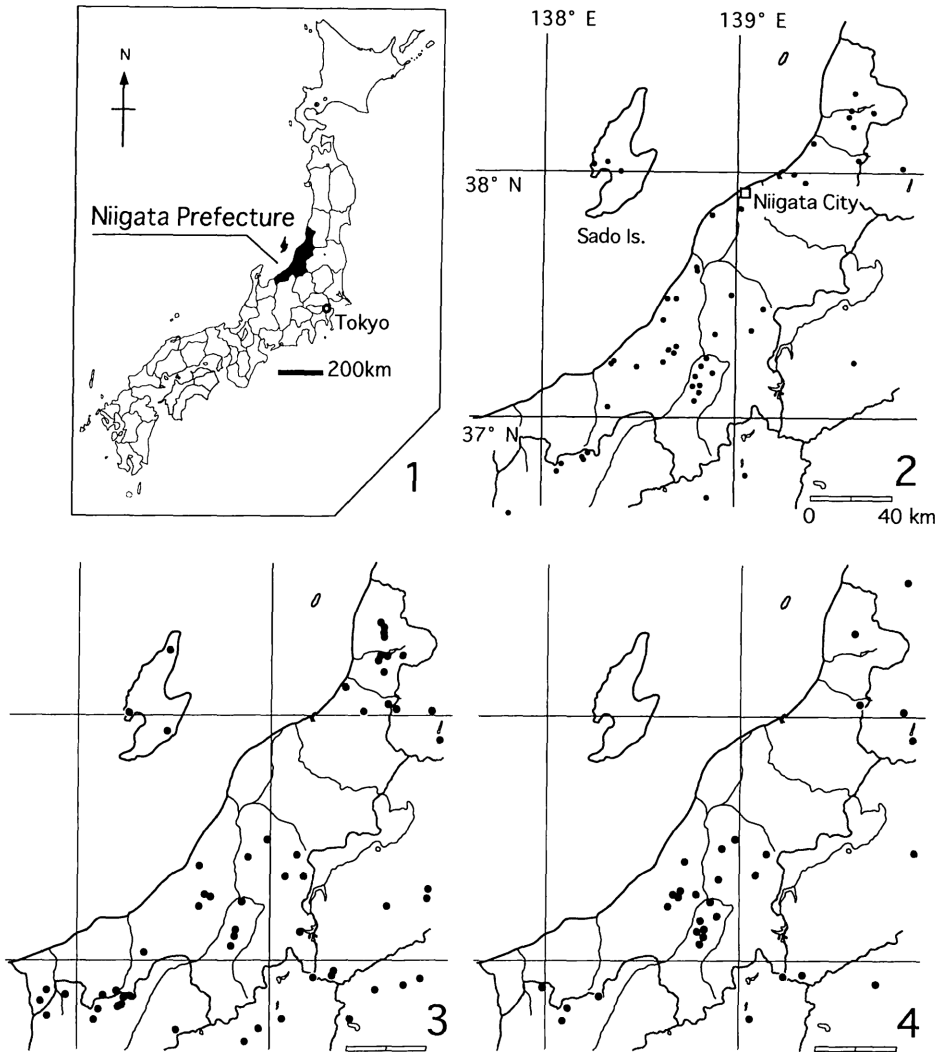 N
Niigata Prefecture
Tokyo
200km
1
138° E
139° E
38° N
Niigata City
Sado Is.
37° N
2
0
40 km
3
4